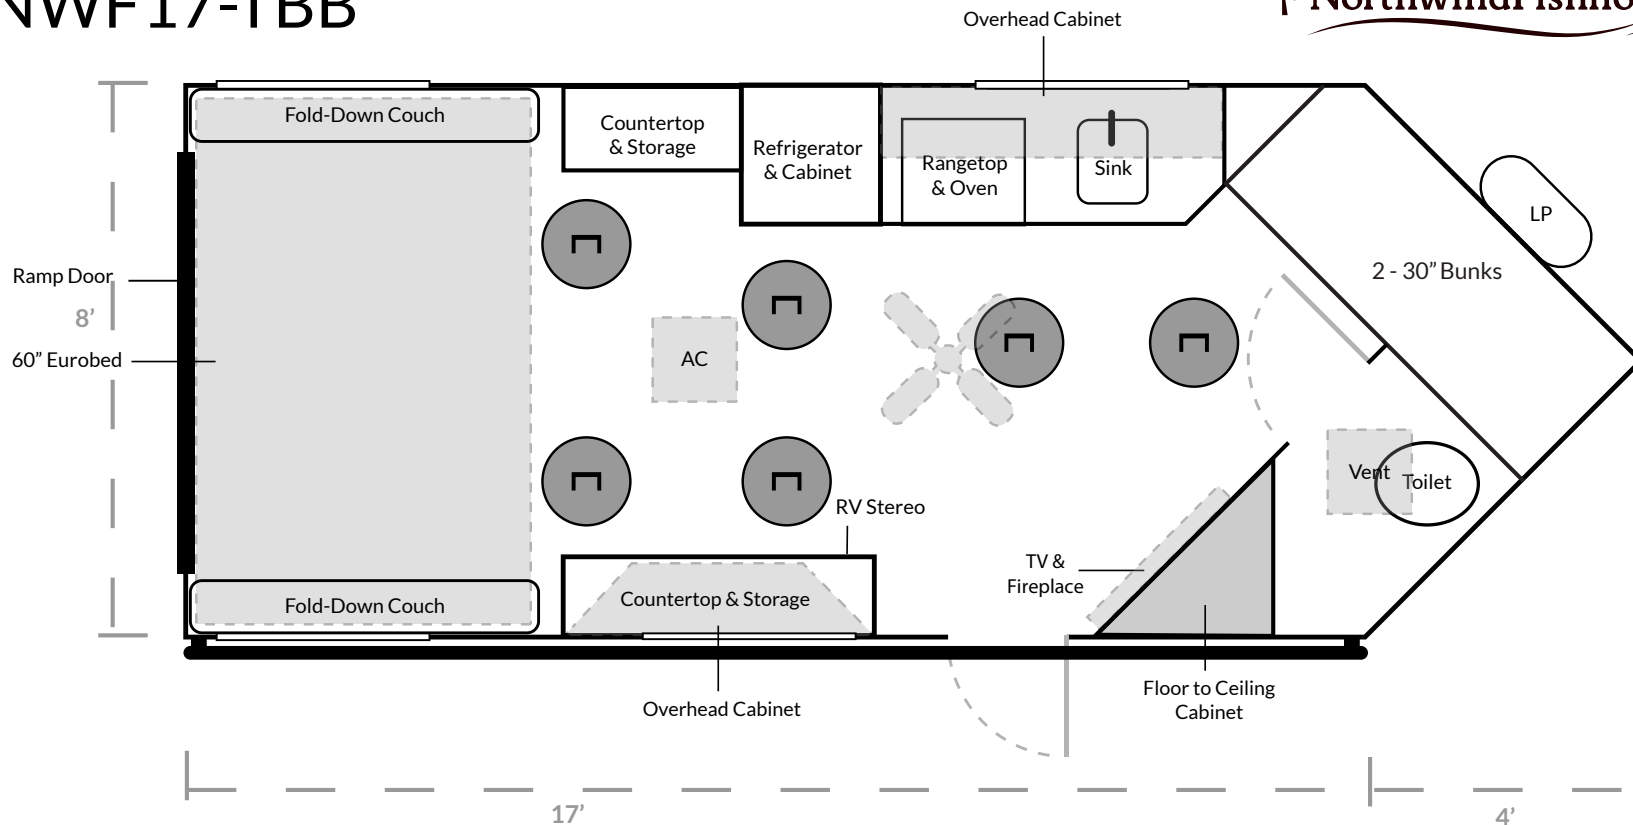 NWF17-TBB
Overhead Cabinet
Fold-Down Couch
Countertop
& Storage
Refrigerator
& Cabinet
Rangetop
& Oven
Sink
LP
2 - 30” Bunks
Ramp Door
8’
60” Eurobed
AC
Vent
Toilet
RV Stereo
TV &
Fireplace
Fold-Down Couch
Countertop & Storage
Overhead Cabinet
Floor to Ceiling
Cabinet
17’
4’